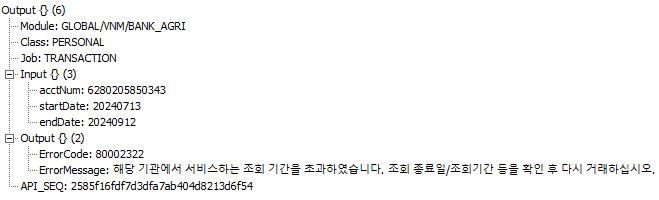 Output {} (6)
Module: GLOBAL/VNM/BANK_AGRI
Class: PERSONAL
Job: TRANSACTION
Input {} (3)
acctNum: 6280205850343
startDate: 20240713
endDate: 20240912
Output {} (2)
ErrorCode: 80002322
ErrorMessage: 해당 기관에서 서비스하는 조회 기간을 초과하였습니다. 조회 종료일/조회기간 등을 확인 후 다시 거래하십시오.
API_SEQ: 2585f16fdf7d3dfa7ab404d8213d6f54